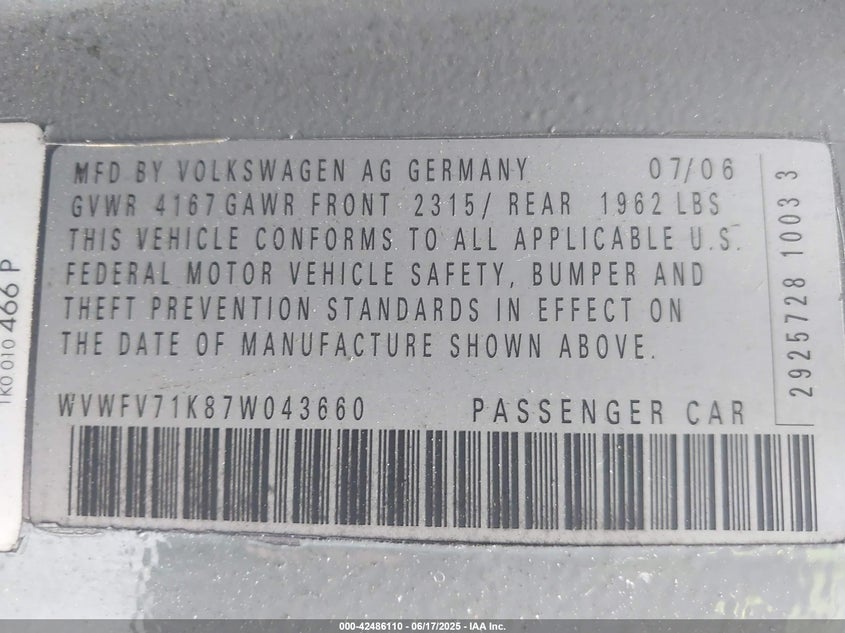 MFD BY VOLKSWAGEN AG GERMANY 07/06
GVWR 4167 GAWR FRONT 2315/ REAR 1962 LBS
THIS VEHICLE CONFORMS TO ALL APPLICABLE U.S.
FEDERAL MOTOR VEHICLE SAFETY, BUMPER AND
THEFT PREVENTION STANDARDS IN EFFECT ON
THE DATE OF MANUFACTURE SHOWN ABOVE.
WVWFV71K87W043660 PASSENGER CAR
2925728 1003 3
1K0 010 466 P
000-42486110 - 06/17/2025 - IAA Inc.